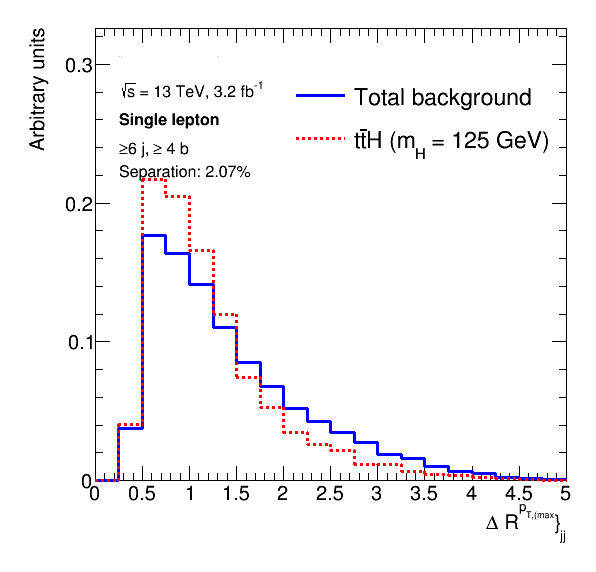 Arbitrary units
0.3
0.2
0.1
0
√s = 13 TeV, 3.2 fb⁻¹
Single lepton
≥6 j, ≥ 4 b
Separation: 2.07%
Total background
tt̄H (m_H = 125 GeV)
0 0.5 1 1.5 2 2.5 3 3.5 4 4.5 5
Δ R^{p_{T,(max}}_{jj}